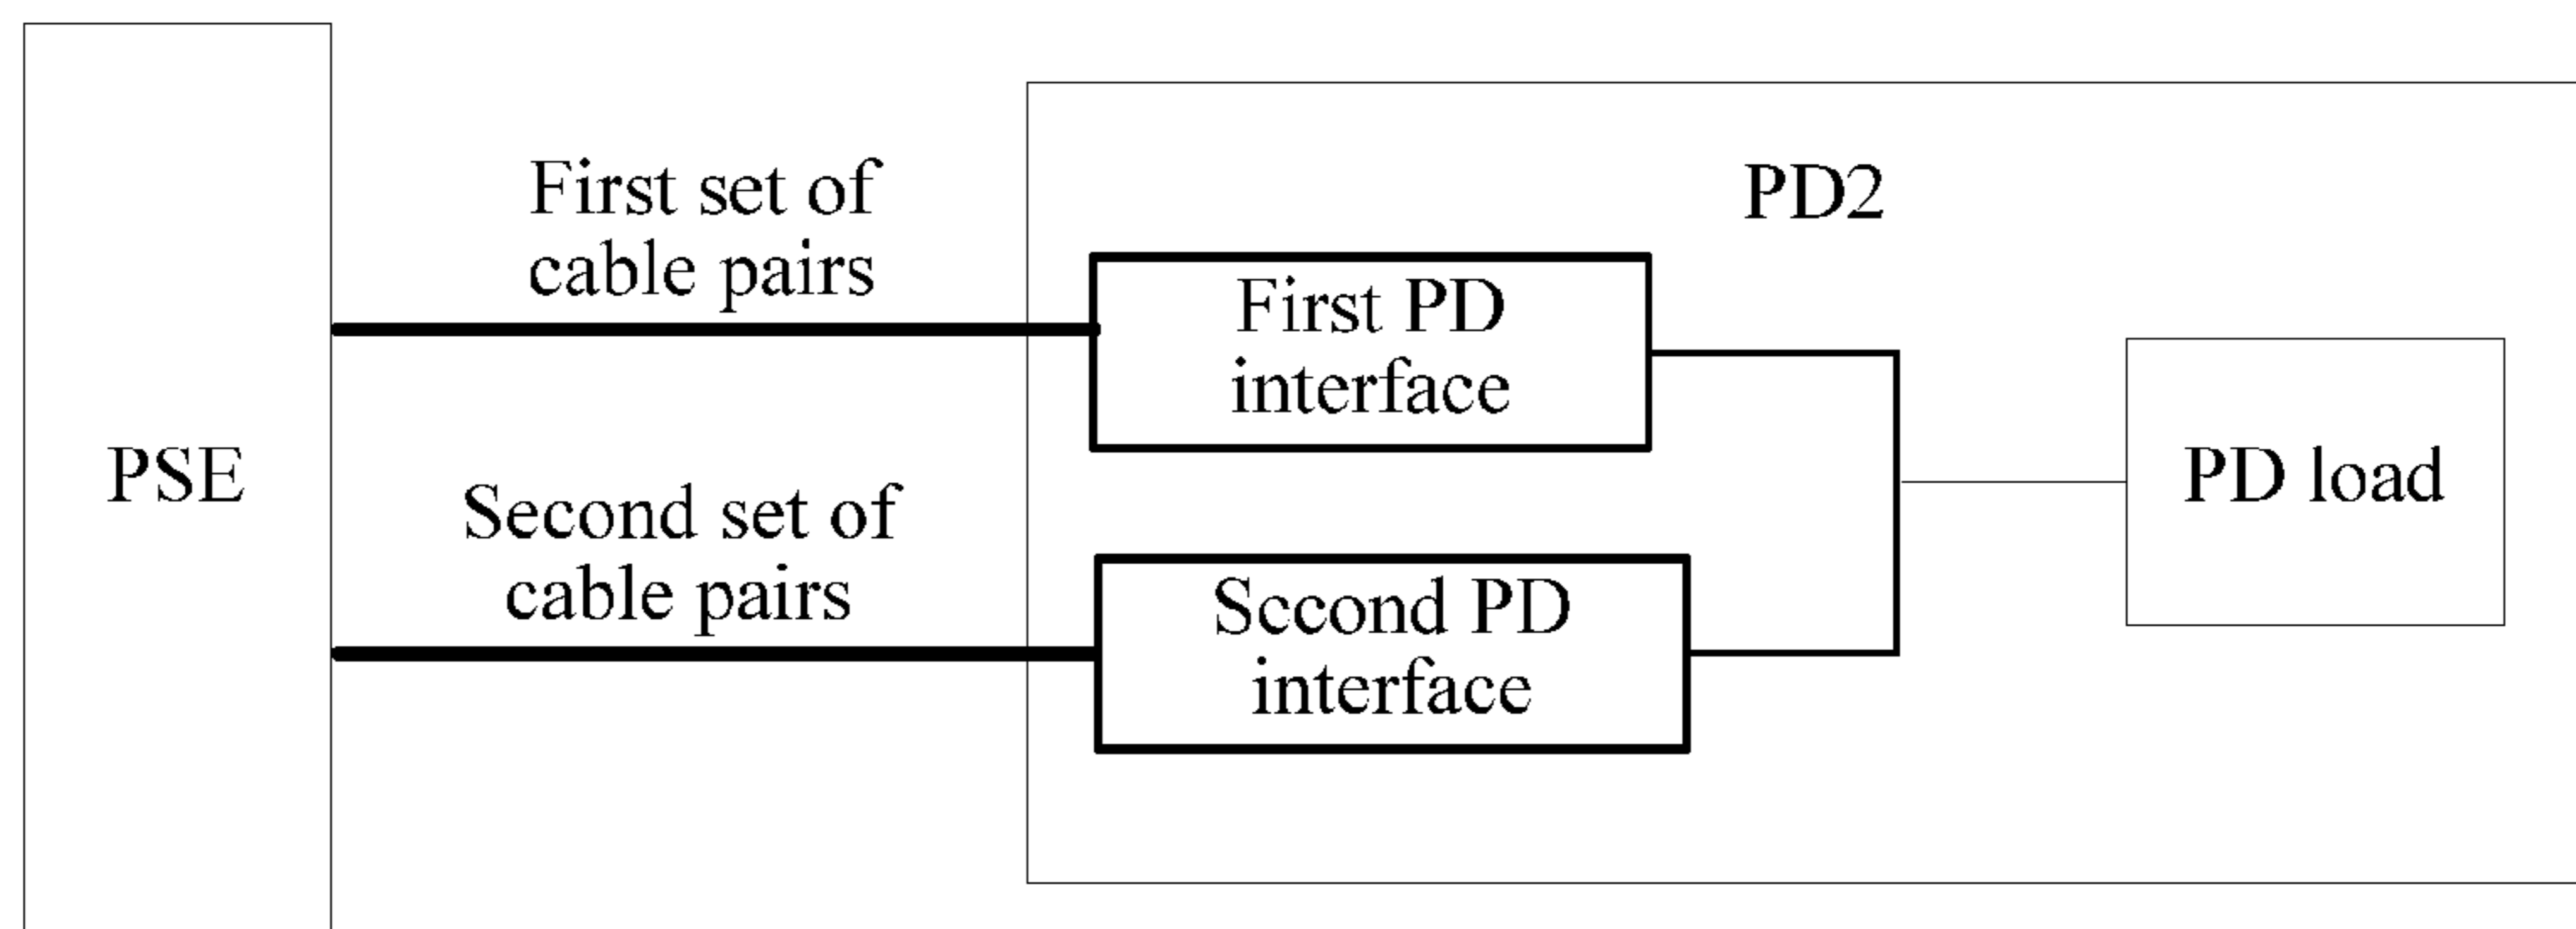 First set of
cable pairs
PD2
First PD
interface
PSE
Second set of
cable pairs
PD load
Sccond PD
interface